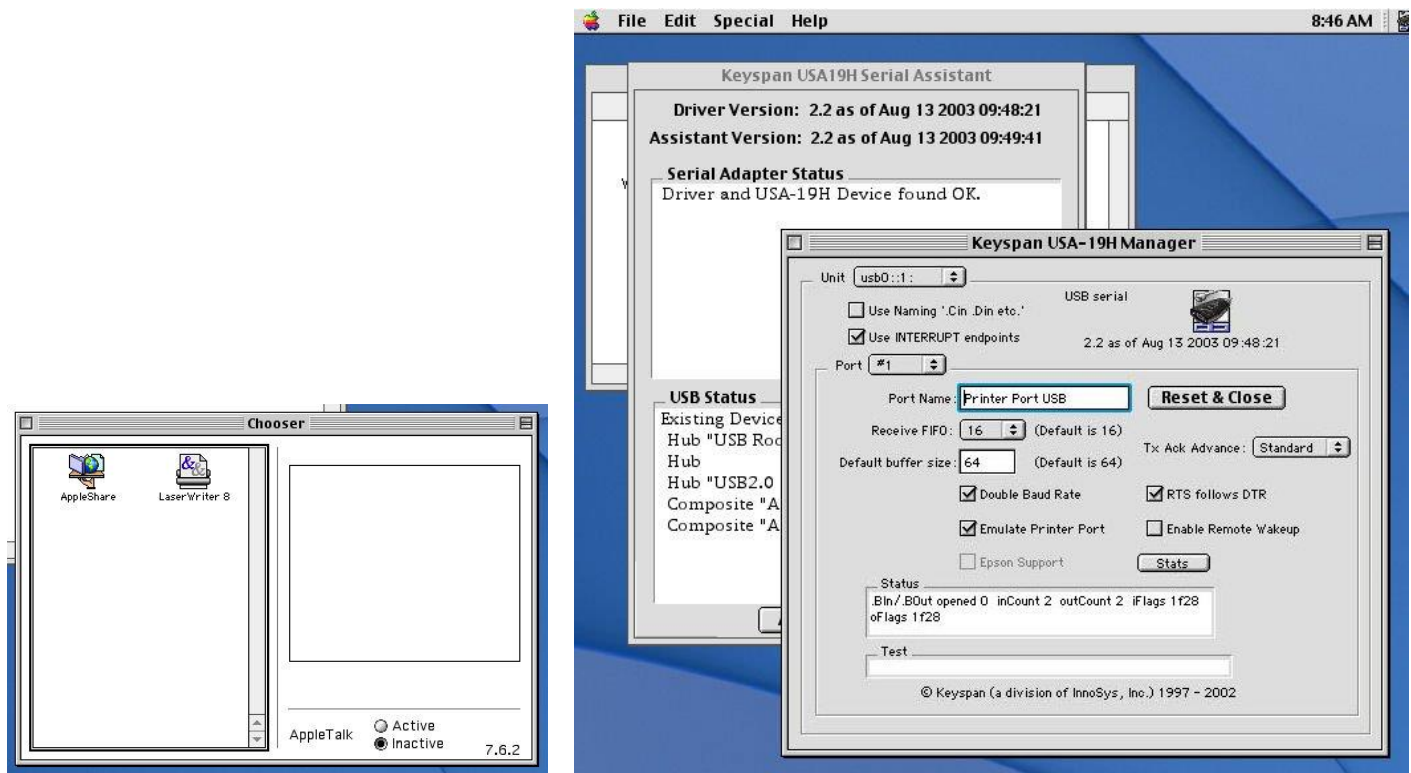 File Edit Special Help 8:46 AM
Keyspan USA19H Serial Assistant
Driver Version: 2.2 as of Aug 13 2003 09:48:21
Assistant Version: 2.2 as of Aug 13 2003 09:49:41
Serial Adapter Status
Driver and USA-19H Device found OK.
USB Status
Existing Device
Hub "USB Roo
Hub
Hub "USB2.0
Composite "A
Composite "A
Keyspan USA-19H Manager
Unit usb0::1:
USB serial
Use Naming '.Cin .Din etc.'
Use INTERRUPT endpoints
2.2 as of Aug 13 2003 09:48:21
Port #1
Port Name: Printer Port USB Reset & Close
Receive FIFO: 16 (Default is 16)
Tx Ack Advance: Standard
Default buffer size: 64 (Default is 64)
Double Baud Rate RTS follows DTR
Emulate Printer Port Enable Remote Wakeup
Epson Support Stats
Status
.BIn/.BOut opened 0 inCount 2 outCount 2 iFlags 1f28
oFlags 1f28
Test
© Keyspan (a division of InnoSys, Inc.) 1997 - 2002
Chooser
AppleShare LaserWriter 8
AppleTalk Active
Inactive
7.6.2